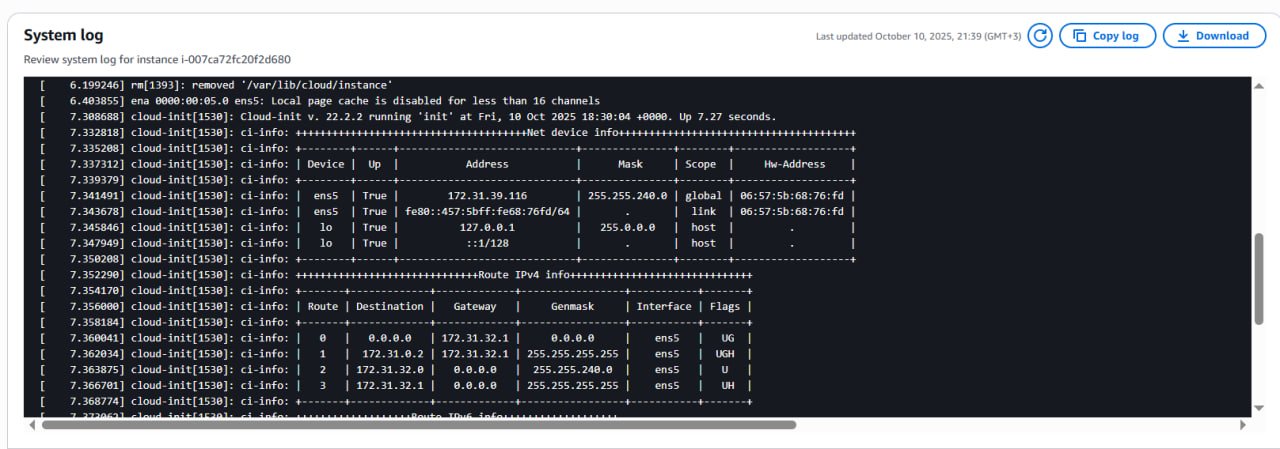 System log
Last updated October 10, 2025, 21:39 (GMT+3)
Copy log
Download
Review system log for instance i-007ca72fc20f2d680
[    6.199246] rm[1393]: removed '/var/lib/cloud/instance'
[    6.403855] ena 0000:00:05.0 ens5: Local page cache is disabled for less than 16 channels
[    7.308688] cloud-init[1530]: Cloud-init v. 22.2.2 running 'init' at Fri, 10 Oct 2025 18:30:04 +0000. Up 7.27 seconds.
[    7.332818] cloud-init[1530]: ci-info: ++++++++++++++++++++++++++++++++++++++Net device info+++++++++++++++++++++++++++++++++++++++
[    7.335208] cloud-init[1530]: ci-info: +--------+------+------------------------------+---------------+--------+-------------------+
[    7.337312] cloud-init[1530]: ci-info: | Device |  Up  |           Address            |      Mask     | Scope  |     Hw-Address    |
[    7.339379] cloud-init[1530]: ci-info: +--------+------+------------------------------+---------------+--------+-------------------+
[    7.341491] cloud-init[1530]: ci-info: |  ens5  | True |        172.31.39.116         | 255.255.240.0 | global | 06:57:5b:68:76:fd |
[    7.343678] cloud-init[1530]: ci-info: |  ens5  | True | fe80::457:5bff:fe68:76fd/64 |       .       |  link  | 06:57:5b:68:76:fd |
[    7.345846] cloud-init[1530]: ci-info: |   lo   | True |          127.0.0.1           |   255.0.0.0   |  host  |         .         |
[    7.347949] cloud-init[1530]: ci-info: |   lo   | True |           ::1/128            |       .       |  host  |         .         |
[    7.350208] cloud-init[1530]: ci-info: +--------+------+------------------------------+---------------+--------+-------------------+
[    7.352290] cloud-init[1530]: ci-info: ++++++++++++++++++++++++++++++Route IPv4 info++++++++++++++++++++++++++++++
[    7.354170] cloud-init[1530]: ci-info: +-------+-------------+-------------+-----------------+-----------+-------+
[    7.356000] cloud-init[1530]: ci-info: | Route | Destination |   Gateway   |     Genmask     | Interface | Flags |
[    7.358184] cloud-init[1530]: ci-info: +-------+-------------+-------------+-----------------+-----------+-------+
[    7.360041] cloud-init[1530]: ci-info: |   0   |   0.0.0.0   | 172.31.32.1 |     0.0.0.0     |    ens5   |   UG  |
[    7.362034] cloud-init[1530]: ci-info: |   1   |  172.31.0.2 | 172.31.32.1 | 255.255.255.255 |    ens5   |  UGH  |
[    7.363875] cloud-init[1530]: ci-info: |   2   | 172.31.32.0 |   0.0.0.0   |  255.255.240.0  |    ens5   |   U   |
[    7.366701] cloud-init[1530]: ci-info: |   3   | 172.31.32.1 |   0.0.0.0   | 255.255.255.255 |    ens5   |   UH  |
[    7.368774] cloud-init[1530]: ci-info: +-------+-------------+-------------+-----------------+-----------+-------+
[    7.373062] cloud-init[1530]: ci-info: +++++++++++++++++++Route IPv6 info+++++++++++++++++++